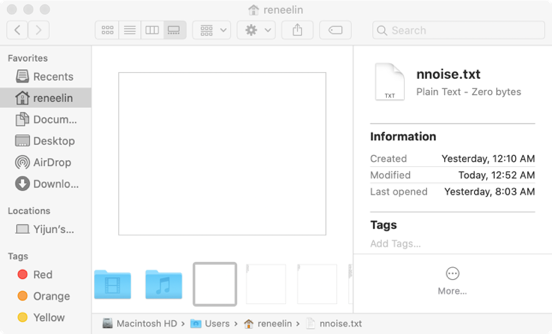 reneelin
Search
Favorites
Recents
reneelin
Docum...
Desktop
AirDrop
Downlo...
Locations
Yijun's...
Tags
Red
Orange
Yellow
TXT
nnoise.txt
Plain Text - Zero bytes
Information
Created Yesterday, 12:10 AM
Modified Today, 12:52 AM
Last opened Yesterday, 8:03 AM
Tags
Add Tags...
More...
Macintosh HD › Users › reneelin › nnoise.txt